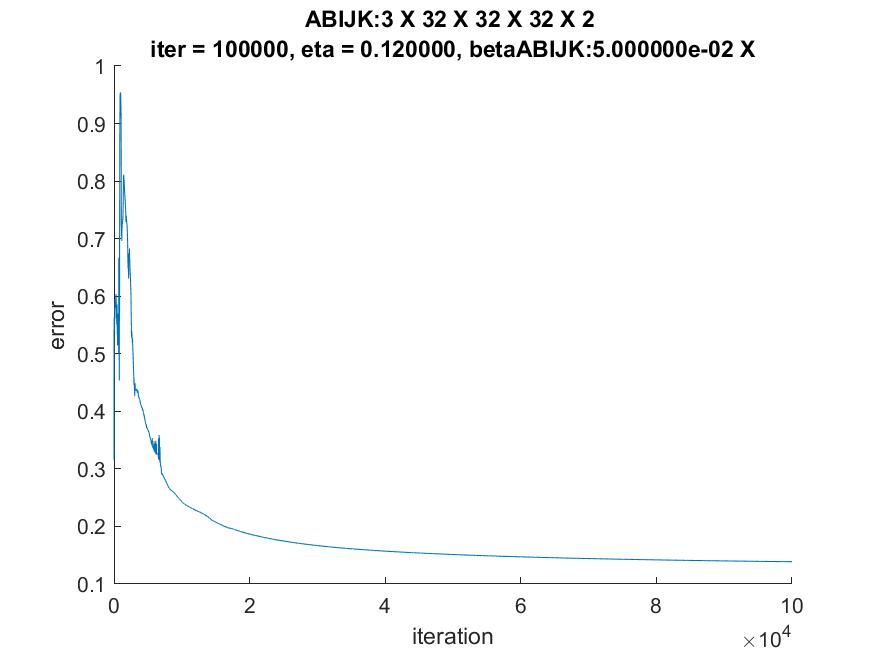 ABIJK:3 X 32 X 32 X 32 X 2
iter = 100000, eta = 0.120000, betaABIJK:5.000000e-02 X
1
0.9
0.8
0.7
0.6
0.5
0.4
0.3
0.2
0.1
error
0 2 4 6 8 10
iteration
×10⁴